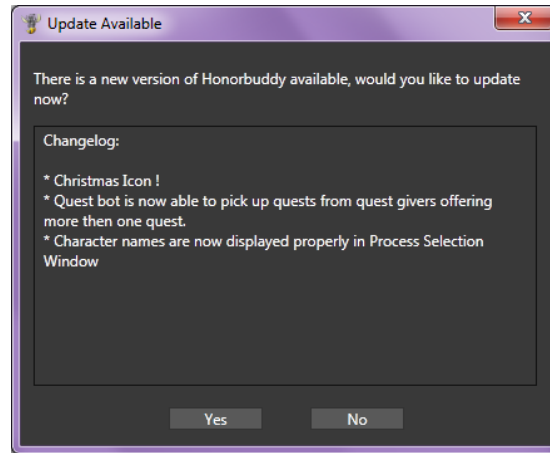 Update Available
There is a new version of Honorbuddy available, would you like to update
now?
Changelog:
* Christmas Icon !
* Quest bot is now able to pick up quests from quest givers offering
more then one quest.
* Character names are now displayed properly in Process Selection
Window
Yes
No